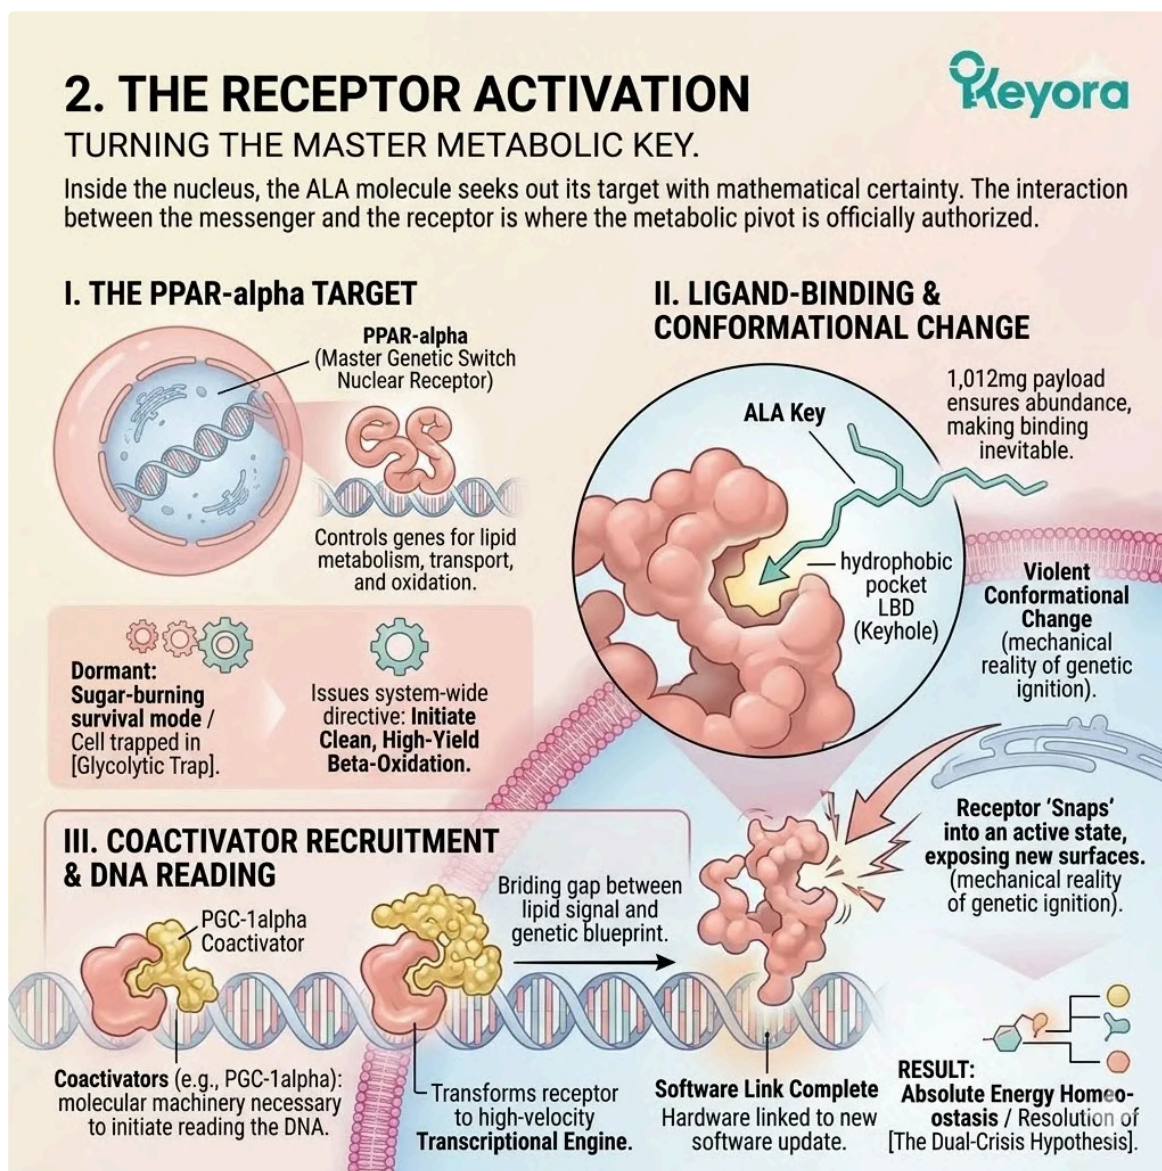 Keyora
2. THE RECEPTOR ACTIVATION
TURNING THE MASTER METABOLIC KEY.
Inside the nucleus, the ALA molecule seeks out its target with mathematical certainty. The interaction
between the messenger and the receptor is where the metabolic pivot is officially authorized.
I. THE PPAR-alpha TARGET
PPAR-alpha
(Master Genetic Switch
Nuclear Receptor)
Controls genes for lipid
metabolism, transport,
and oxidation.
Dormant:
Sugar-burning
survival mode /
Cell trapped in
[Glycolytic Trap].
Issues system-wide
directive: Initiate
Clean, High-Yield
Beta-Oxidation.
II. LIGAND-BINDING &
CONFORMATIONAL CHANGE
ALA Key
1,012mg payload
ensures abundance,
making binding
inevitable.
hydrophobic
pocket
LBD
(Keyhole)
Violent
Conformational
Change
(mechanical
reality of genetic
ignition).
Receptor 'Snaps'
into an active state,
exposing new surfaces.
(mechanical reality
of genetic ignition).
III. COACTIVATOR RECRUITMENT
& DNA READING
PGC-1alpha
Coactivator
Briding gap between
lipid signal and
genetic blueprint.
Coactivators (e.g., PGC-1alpha):
molecular machinery necessary
to initiate reading the DNA.
Transforms receptor
to high-velocity
Transcriptional Engine.
Software Link Complete
Hardware linked to new
software update.
RESULT:
Absolute Energy Homeo-
ostasis / Resolution of
[The Dual-Crisis Hypothesis].